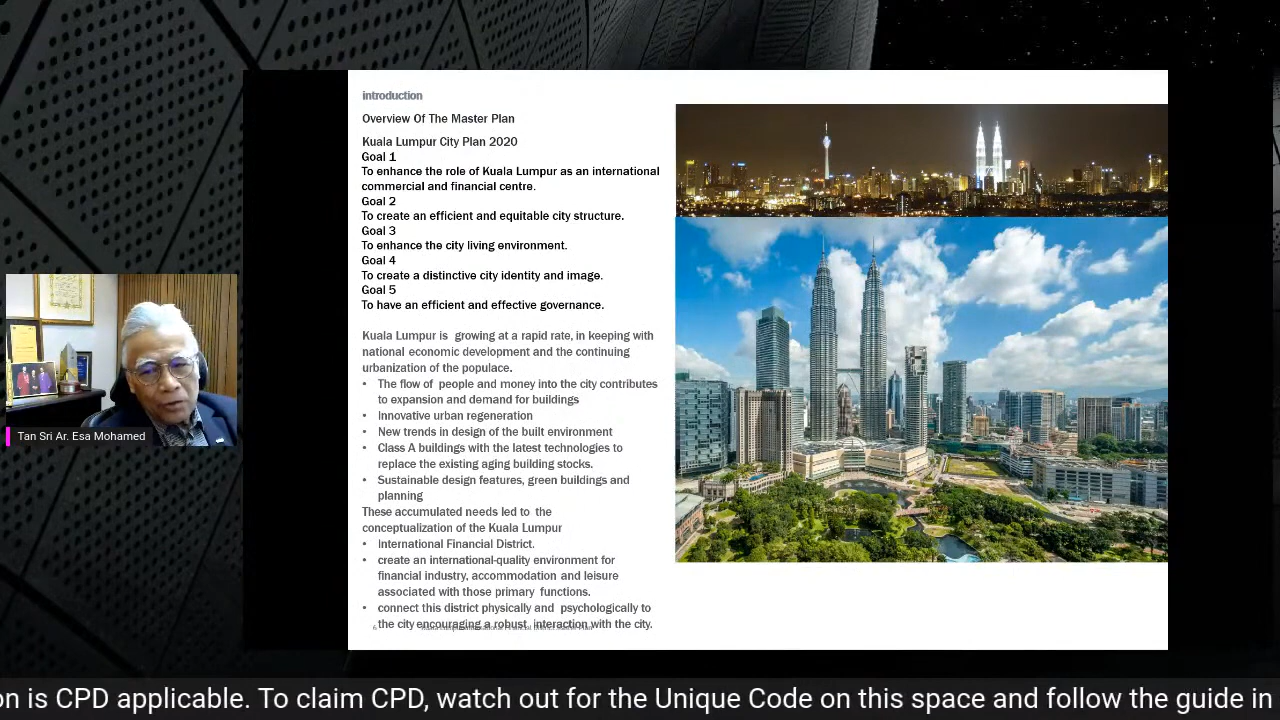 introduction
Overview Of The Master Plan
Kuala Lumpur City Plan 2020
Goal 1
To enhance the role of Kuala Lumpur as an international
commercial and financial centre.
Goal 2
To create an efficient and equitable city structure.
Goal 3
To enhance the city living environment.
Goal 4
To create a distinctive city identity and image.
Goal 5
To have an efficient and effective governance.
Kuala Lumpur is growing at a rapid rate, in keeping with
national economic development and the continuing
urbanization of the populace.
• The flow of people and money into the city contributes
to expansion and demand for buildings
• Innovative urban regeneration
• New trends in design of the built environment
• Class A buildings with the latest technologies to
replace the existing aging building stocks.
• Sustainable design features, green buildings and
planning
These accumulated needs led to the
conceptualization of the Kuala Lumpur
• International Financial District.
• create an international-quality environment for
financial industry, accommodation and leisure
associated with those primary functions.
• connect this district physically and psychologically to
the city encouraging a robust interaction with the city.
6
Tan Sri Ar. Esa Mohamed
on is CPD applicable. To claim CPD, watch out for the Unique Code on this space and follow the guide in